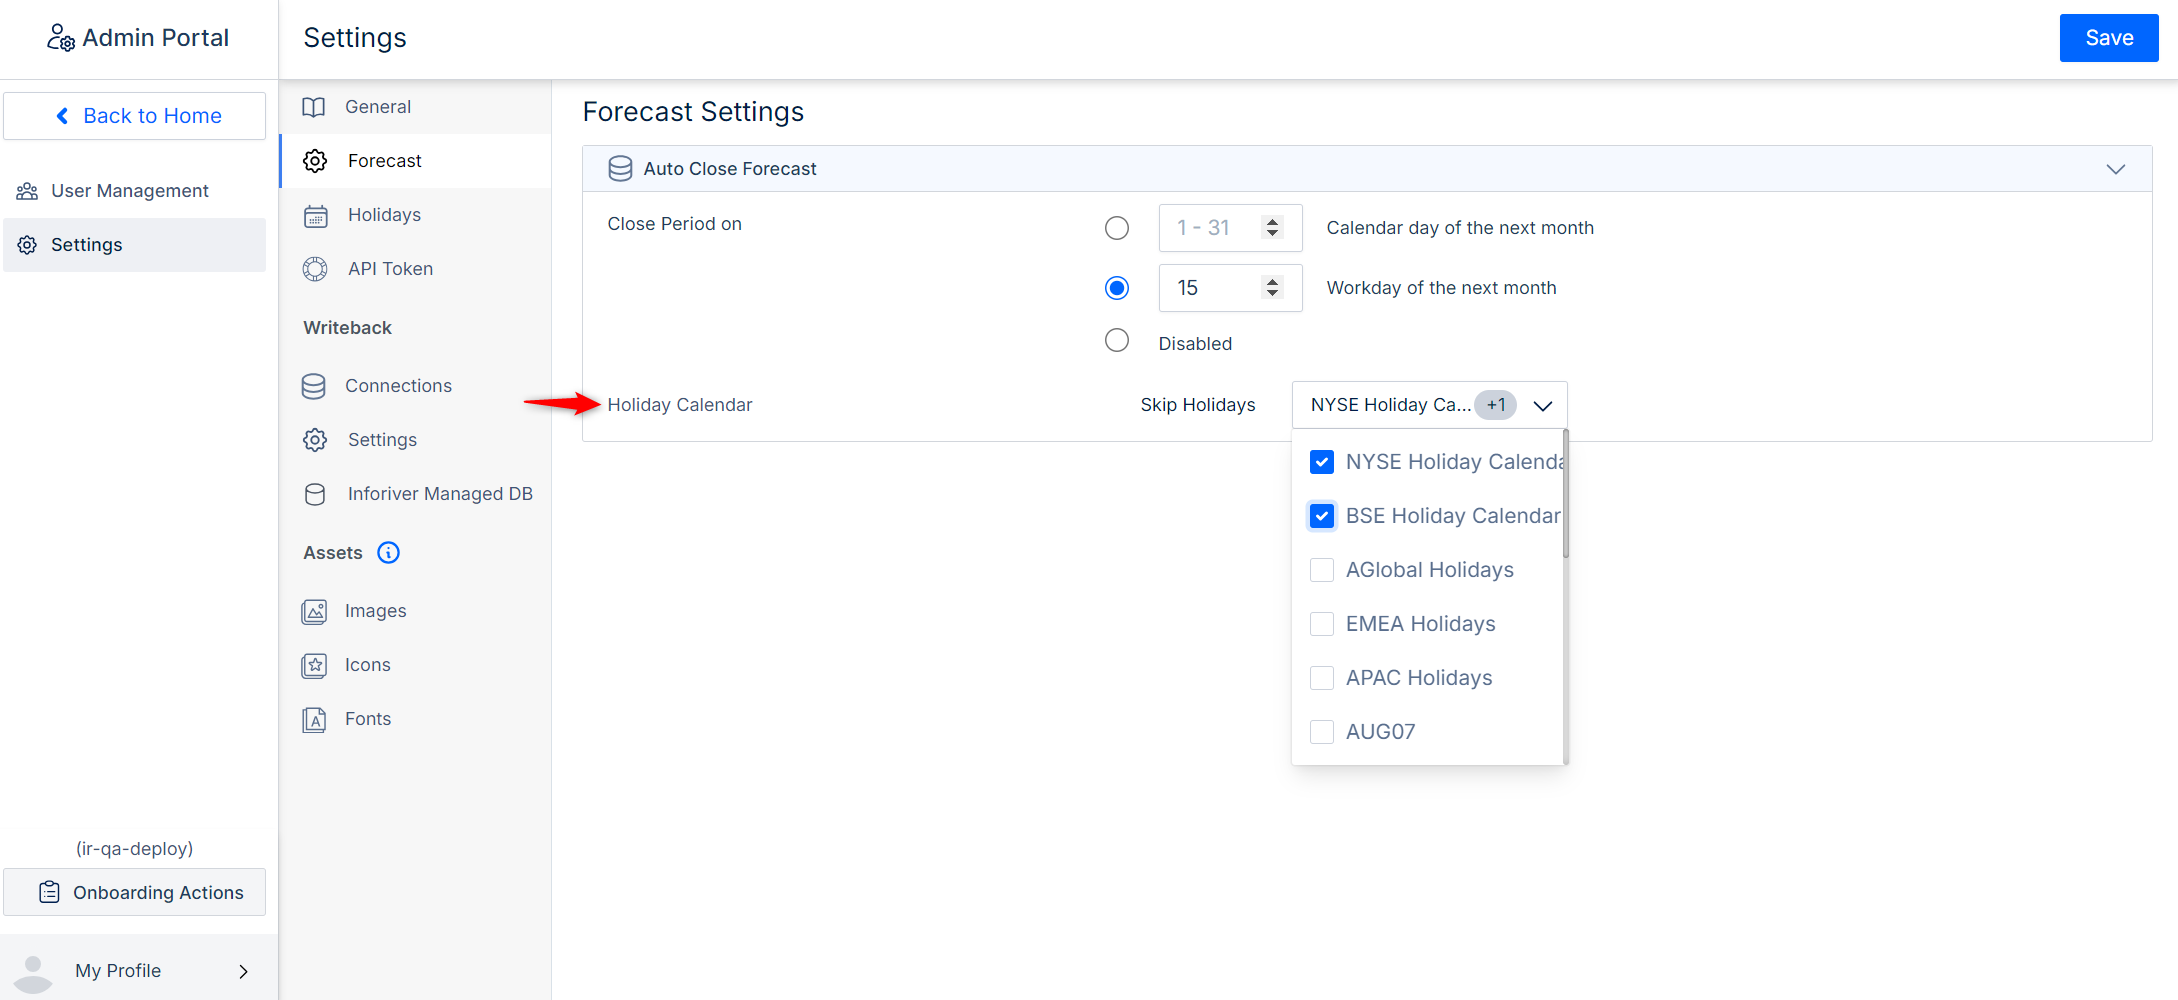 Admin Portal
Settings
Save
Back to Home
User Management
Settings
(ir-qa-deploy)
Onboarding Actions
My Profile
General
Forecast
Holidays
API Token
Writeback
Connections
Settings
Inforiver Managed DB
Assets
Images
Icons
Fonts
Forecast Settings
Auto Close Forecast
Close Period on
1 - 31 Calendar day of the next month
15 Workday of the next month
Disabled
Holiday Calendar
Skip Holidays
NYSE Holiday Ca... +1
NYSE Holiday Calenda
BSE Holiday Calendar
AGlobal Holidays
EMEA Holidays
APAC Holidays
AUG07